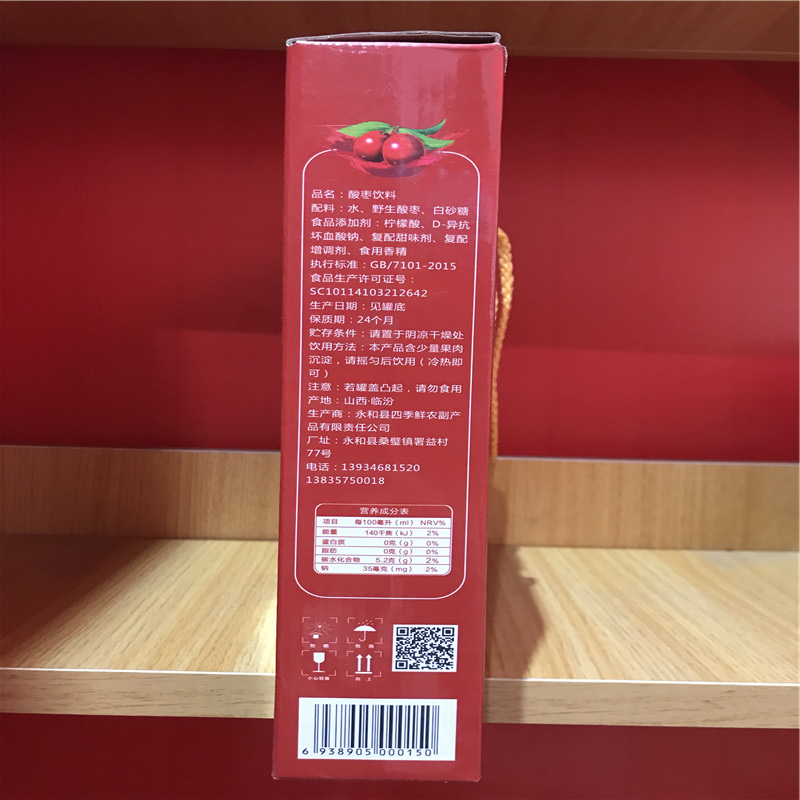 品名：酸枣饮料
配料：水、野生酸枣、白砂糖
食品添加剂：柠檬酸、D-异抗
坏血酸钠、复配甜味剂、复配
增调剂、食用香精
执行标准：GB/7101-2015
食品生产许可证号：
SC10114103212642
生产日期：见罐底
保质期：24个月
贮存条件：请置于阴凉干燥处
饮用方法：本产品含少量果肉
沉淀，请摇匀后饮用（冷热即
可）
注意：若罐盖凸起，请勿食用
产地：山西·临汾
生产商：永和县四季鲜农副产
品有限责任公司
厂址：永和县桑壁镇署益村
77号
电话：13934681520
13835750018
营养成分表
项目 每100毫升（ml） NRV%
能量 140千焦（kJ） 2%
蛋白质 0克（g） 0%
脂肪 0克（g） 0%
碳水化合物 5.2克（g） 2%
钠 35毫克（mg） 2%
小心轻放 向上
6 938905 000150